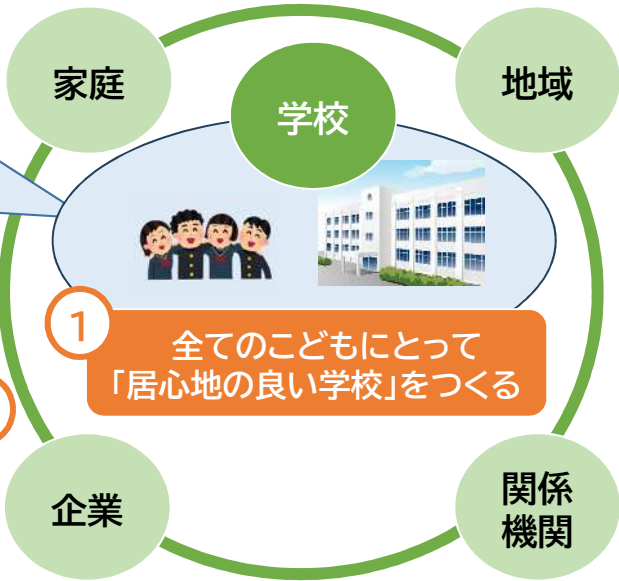 家庭
学校
地域
1
全てのこどもにとって
「居心地の良い学校」をつくる
企業
関係
機関